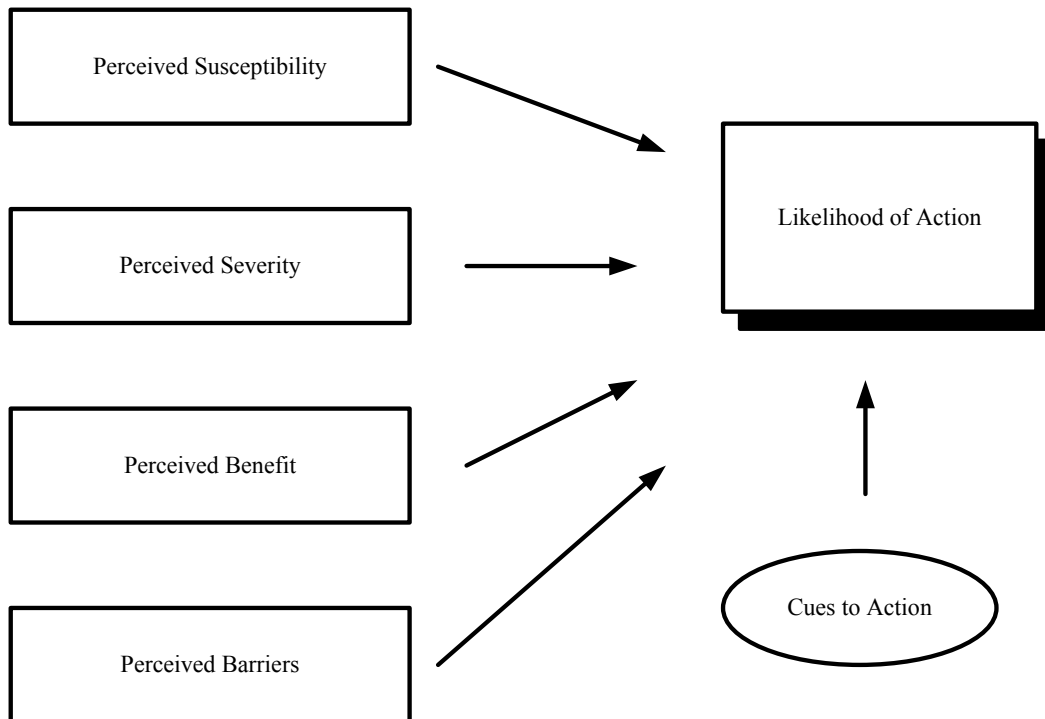 Perceived Susceptibility
Perceived Severity
Perceived Benefit
Perceived Barriers
Likelihood of Action
Cues to Action